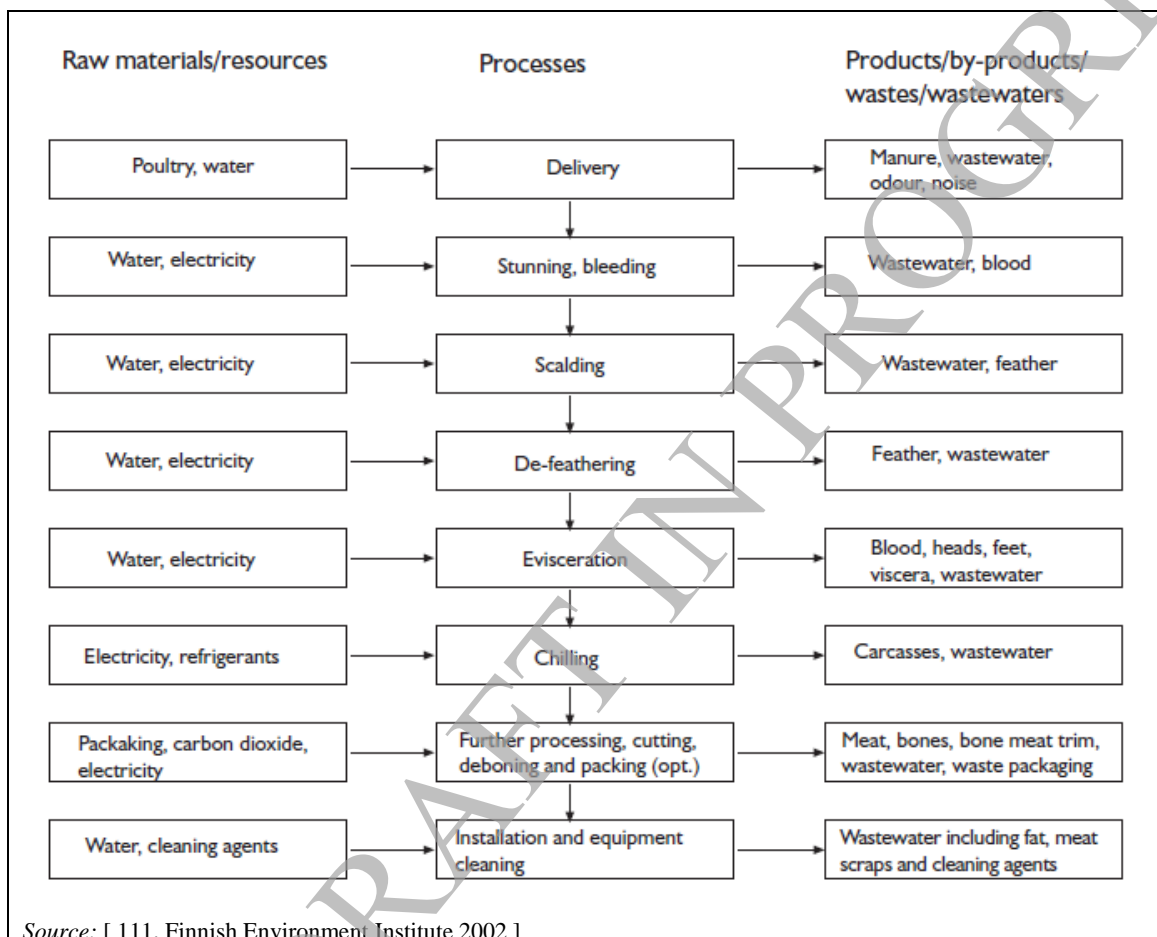 Raw materials/resources
Processes
Products/by-products/
wastes/wastewaters
Poultry, water
Delivery
Manure, wastewater,
odour, noise
Water, electricity
Stunning, bleeding
Wastewater, blood
Water, electricity
Scalding
Wastewater, feather
Water, electricity
De-feathering
Feather, wastewater
Water, electricity
Evisceration
Blood, heads, feet,
viscera, wastewater
Electricity, refrigerants
Chilling
Carcasses, wastewater
Packaking, carbon dioxide,
electricity
Further processing, cutting,
deboning and packing (opt.)
Meat, bones, bone meat trim,
wastewater, waste packaging
Water, cleaning agents
Installation and equipment
cleaning
Wastewater including fat, meat
scraps and cleaning agents
Source: [ 111, Finnish Environment Institute 2002 ]
RAFT IN PROGR